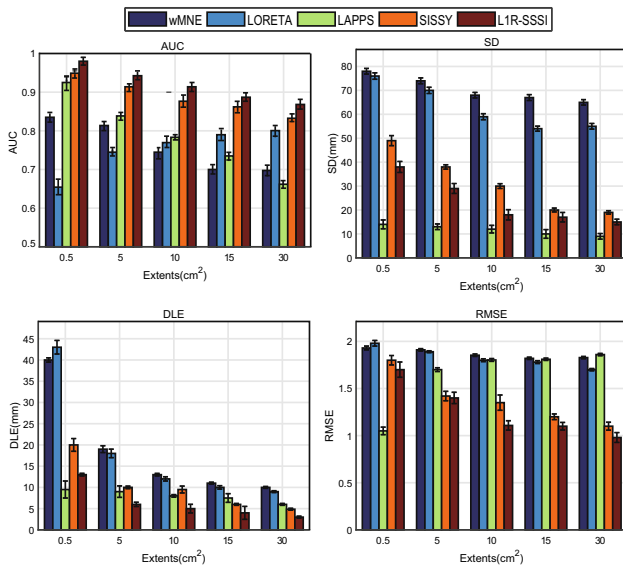 wMNE LORETA LAPPS SISSY L1R-SSSI
AUC
AUC
1
0.9
0.8
0.7
0.6
0.5
0.5 5 10 15 30
Extents(cm²)
SD
SD(mm)
80
70
60
50
40
30
20
10
0
0.5 5 10 15 30
Extents(cm²)
DLE
DLE(mm)
45
40
35
30
25
20
15
10
5
0
0.5 5 10 15 30
Extents(cm²)
RMSE
RMSE
2
1.5
1
0.5
0
0.5 5 10 15 30
Extents(cm²)